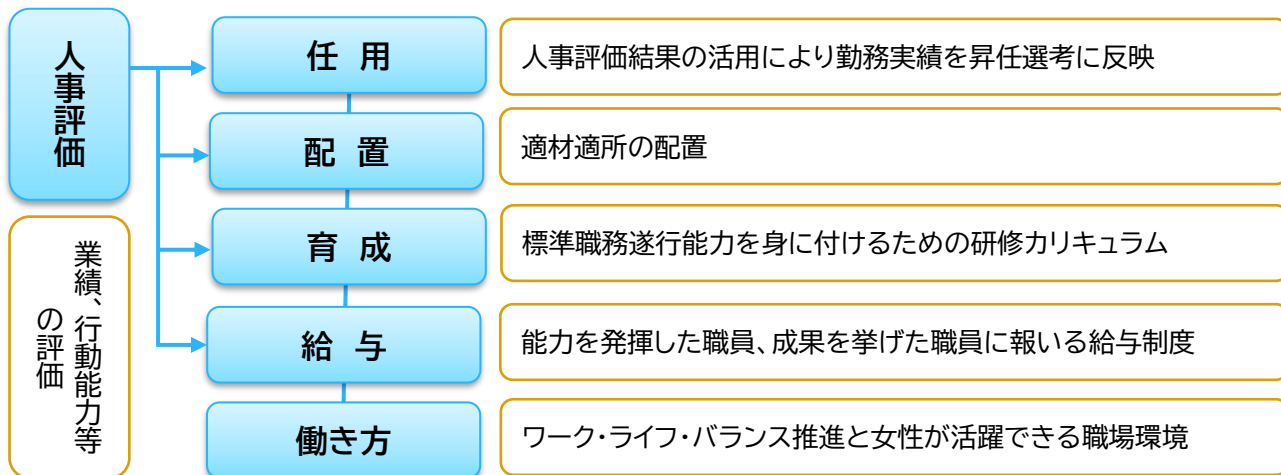 人事評価
業績、行動能力等
の評価
任 用
人事評価結果の活用により勤務実績を昇任選考に反映
配 置
適材適所の配置
育 成
標準職務遂行能力を身に付けるための研修カリキュラム
給 与
能力を発揮した職員、成果を挙げた職員に報いる給与制度
働き方
ワーク・ライフ・バランス推進と女性が活躍できる職場環境